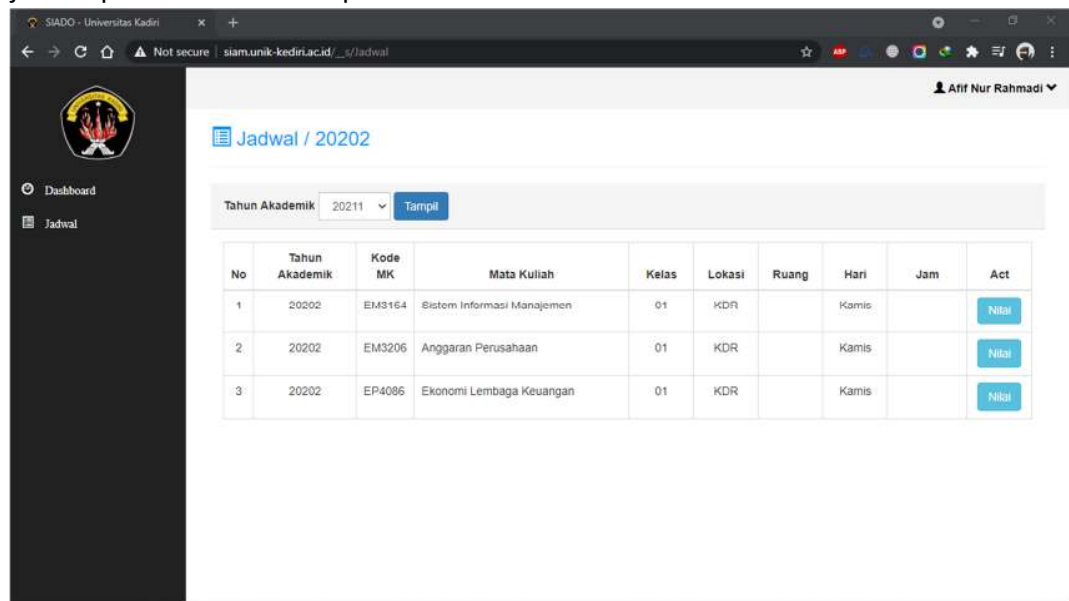 SIADO - Universitas Kadiri
Not secure siam.unik-kediri.ac.id/__s/Jadwal
ABP
Afif Nur Rahmadi
Jadwal / 20202
Dashboard
Jadwal
Tahun Akademik 20211 Tampil
No Tahun Akademik Kode MK Mata Kuliah Kelas Lokasi Ruang Hari Jam Act
1 20202 EM3164 Sistem Informasi Manajemen 01 KDR Kamis Nilai
2 20202 EM3206 Anggaran Perusahaan 01 KDR Kamis Nilai
3 20202 EP4086 Ekonomi Lembaga Keuangan 01 KDR Kamis Nilai